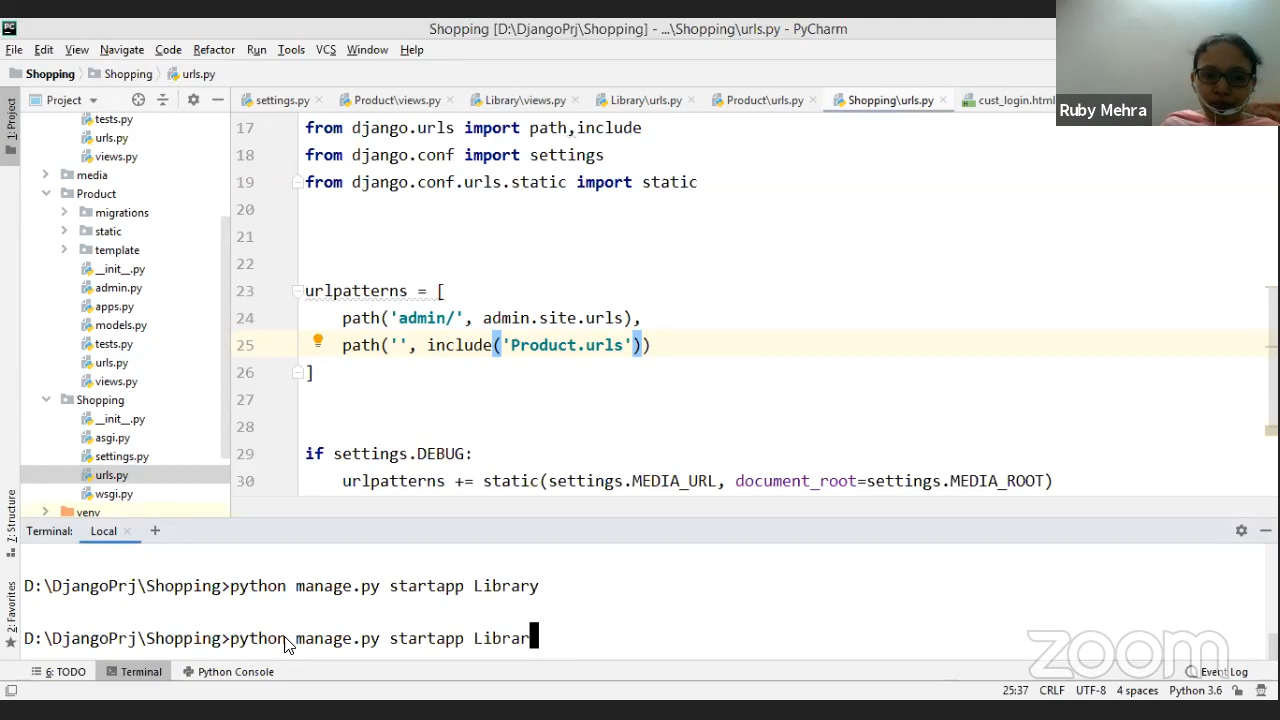 Shopping [D:\DjangoPrj\Shopping] - ...\Shopping\urls.py - PyCharm
File Edit View Navigate Code Refactor Run Tools VCS Window Help
Shopping Shopping urls.py
Ruby Mehra
1: Project
Project
settings.py Product\views.py Library\views.py Library\urls.py Product\urls.py Shopping\urls.py cust_login.html
tests.py
urls.py
views.py
media
Product
migrations
static
template
__init__.py
admin.py
apps.py
models.py
tests.py
urls.py
views.py
Shopping
__init__.py
asgi.py
settings.py
urls.py
wsgi.py
venv
17 from django.urls import path,include
18 from django.conf import settings
19 from django.conf.urls.static import static
20
21
22
23 urlpatterns = [
24 path('admin/', admin.site.urls),
25 path('', include('Product.urls'))
26 ]
27
28
29 if settings.DEBUG:
30 urlpatterns += static(settings.MEDIA_URL, document_root=settings.MEDIA_ROOT)
7: Structure
2: Favorites
Terminal: Local
D:\DjangoPrj\Shopping>python manage.py startapp Library
D:\DjangoPrj\Shopping>python manage.py startapp Librar
zoom
6: TODO Terminal Python Console Event Log
25:37 CRLF UTF-8 4 spaces Python 3.6